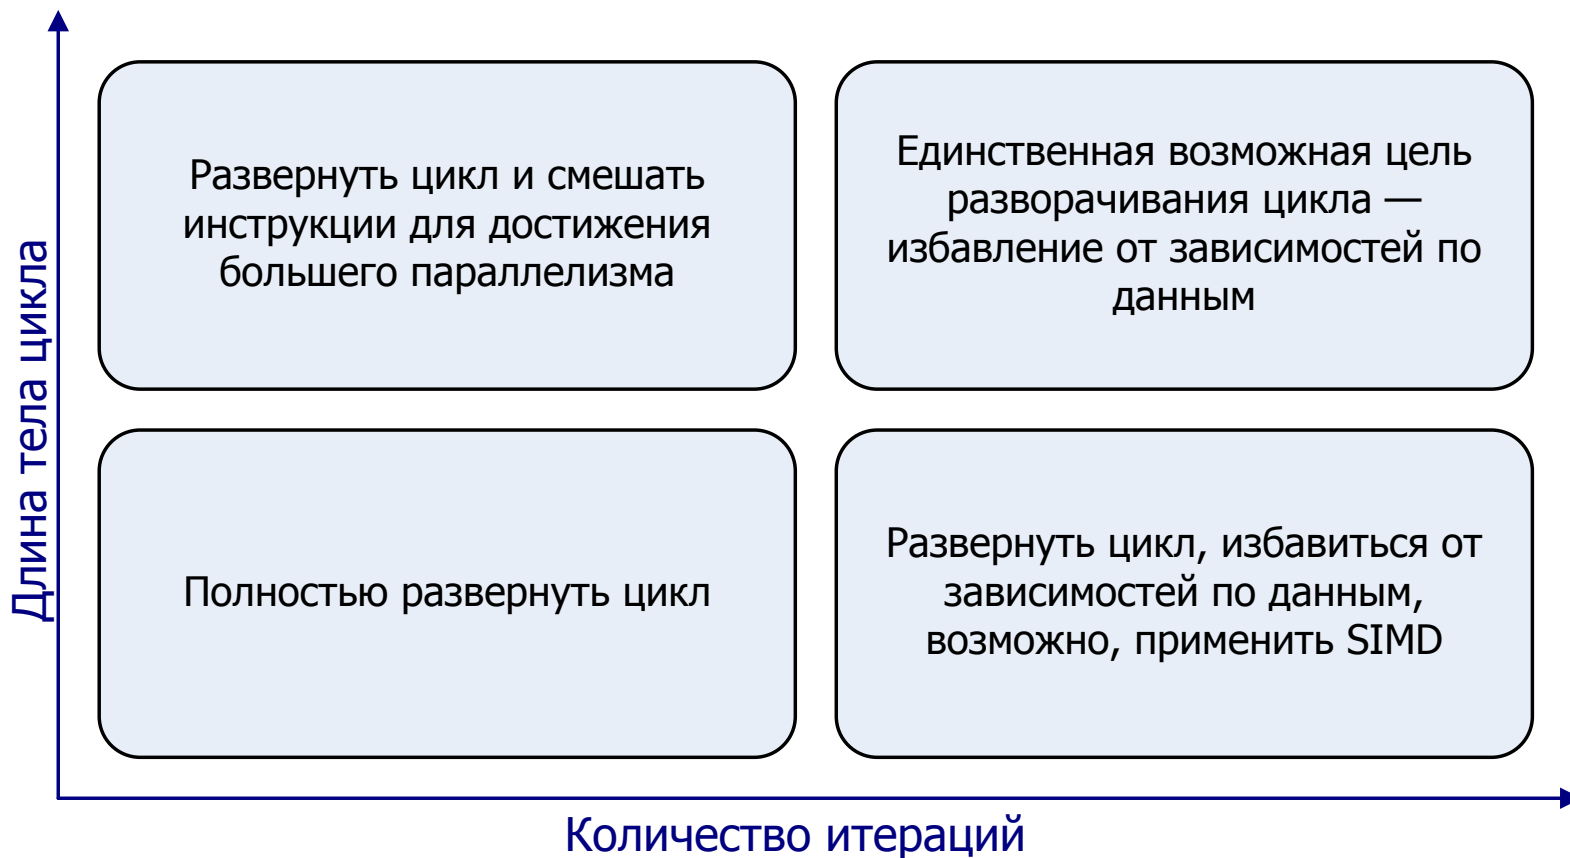 Длина тела цикла
Развернуть цикл и смешать
инструкции для достижения
большего параллелизма
Единственная возможная цель
разворачивания цикла —
избавление от зависимостей по
данным
Полностью развернуть цикл
Развернуть цикл, избавиться от
зависимостей по данным,
возможно, применить SIMD
Количество итераций